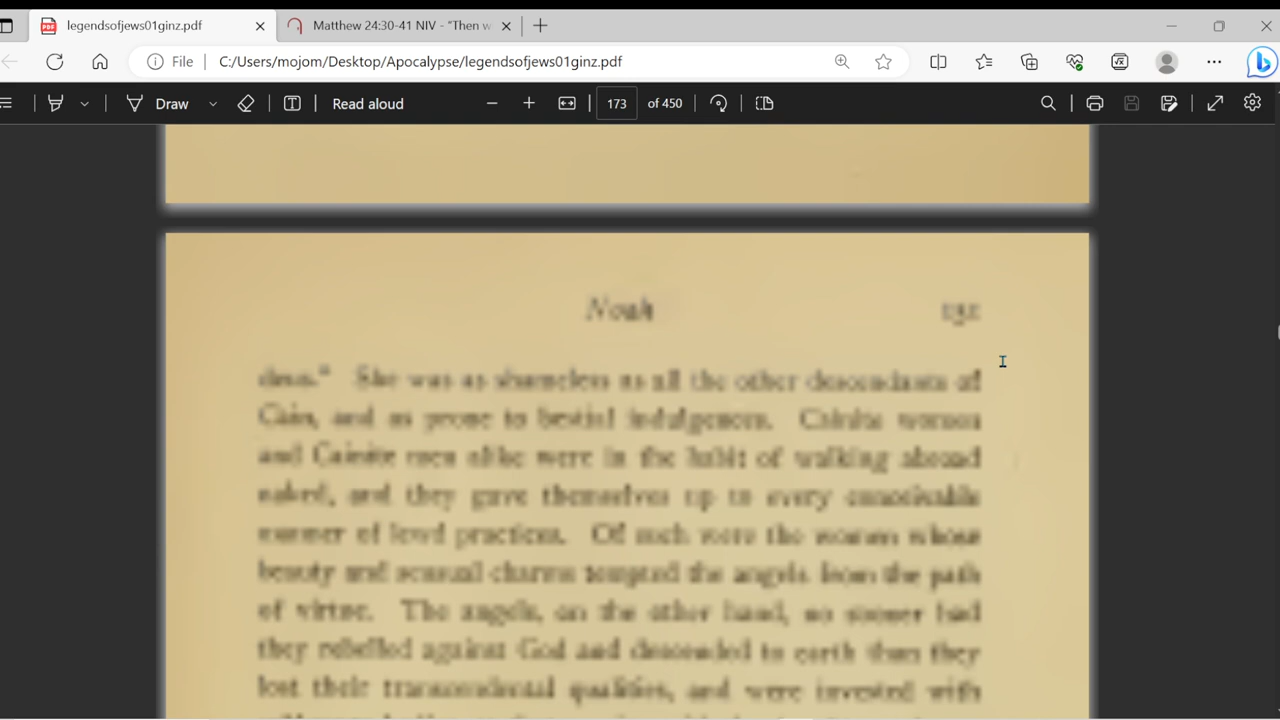 legendsofjews01ginz.pdf
Matthew 24:30-41 NIV - "Then w
File C:/Users/mojom/Desktop/Apocalypse/legendsofjews01ginz.pdf
Draw Read aloud 173 of 450
Noah 151
She was as shameless as all the other descendants of
Cain, and as prone to bestial indulgences. Cainite women
and Cainite men alike were in the habit of walking abroad
naked, and they gave themselves up to every conceivable
manner of lewd practices. Of such were the women whose
beauty and sensual charms tempted the angels from the path
of virtue. The angels, on the other hand, no sooner had
they rebelled against God and descended to earth than they
lost their transcendental qualities, and were invested with